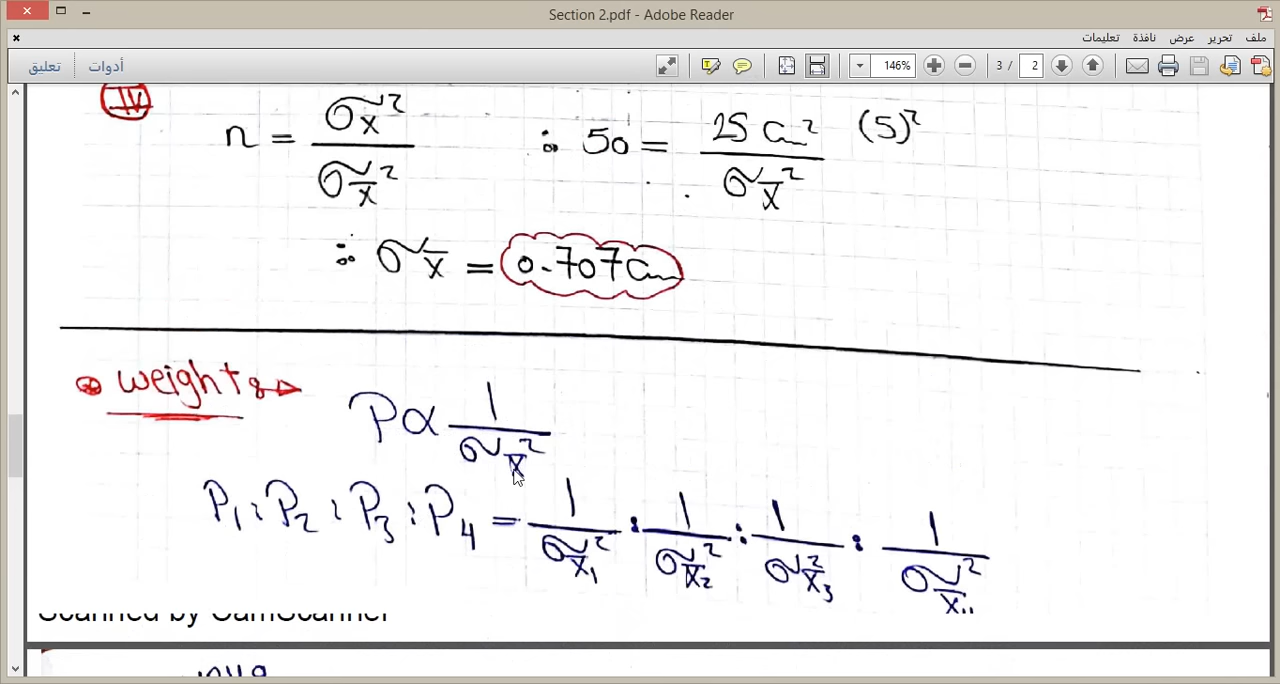 Section 2.pdf - Adobe Reader
ملف تحرير عرض نافذة تعليمات
تعليق أدوات 146% 3 / 2
IV
n = σx² / σx̄² ∴ 50 = 25 cm² / σx̄² (5)²
∴ σx̄ = 0.707 cm
weights
P ∝ 1 / σx̄²
P₁ : P₂ : P₃ : P₄ = 1 / σx̄₁² : 1 / σx̄₂² : 1 / σx̄₃² : 1 / σx̄₄²
Scanned by CamScanner